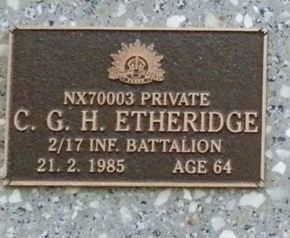 NX70003 PRIVATE
C. G. H. ETHERIDGE
2/17 INF. BATTALION
21. 2. 1985 AGE 64